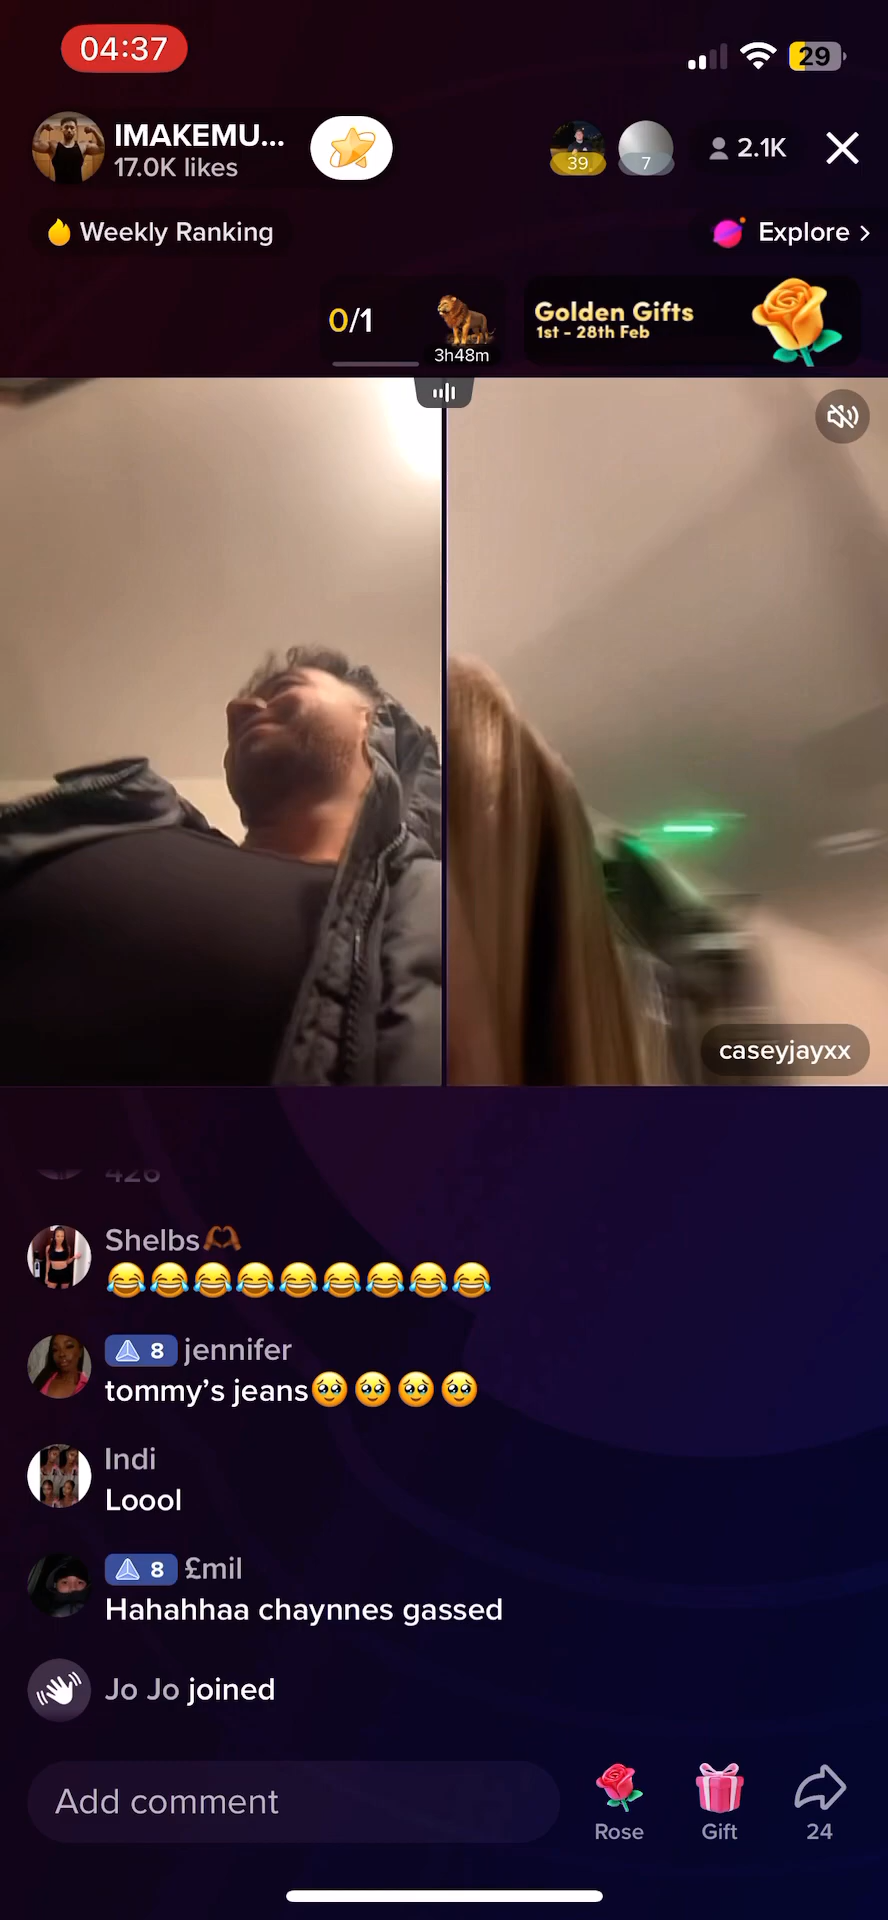 04:37
29
IMAKEMU...
17.0K likes
39
7
2.1K
Weekly Ranking
Explore >
0/1
3h48m
Golden Gifts
1st - 28th Feb
caseyjayxx
426
Shelbs
😂😂😂😂😂😂😂😂😂
8 jennifer
tommy's jeans🥹🥹🥹🥹
Indi
Loool
8 £mil
Hahahhaa chaynnes gassed
Jo Jo joined
Add comment
Rose
Gift
24